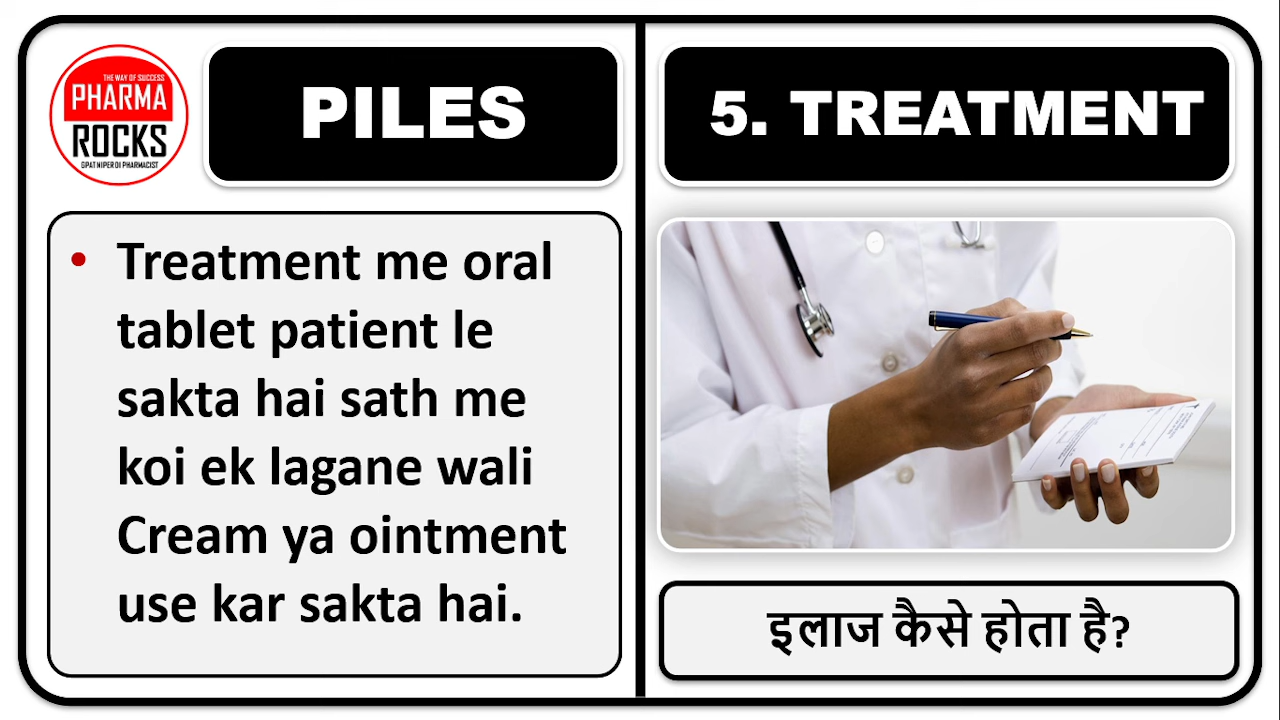 THE WAY OF SUCCESS
PHARMA
ROCKS
GPAT NIPER DI PHARMACIST
PILES
5. TREATMENT
• Treatment me oral
tablet patient le
sakta hai sath me
koi ek lagane wali
Cream ya ointment
use kar sakta hai.
इलाज कैसे होता है?